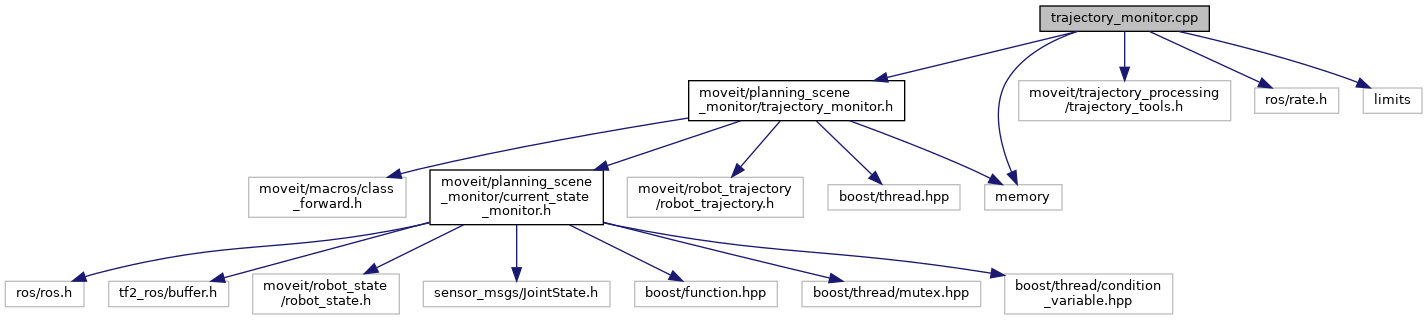 trajectory_monitor.cpp
moveit/planning_scene
_monitor/trajectory_monitor.h
moveit/trajectory_processing
/trajectory_tools.h
ros/rate.h
limits
moveit/macros/class
_forward.h
moveit/planning_scene
_monitor/current_state
_monitor.h
moveit/robot_trajectory
/robot_trajectory.h
boost/thread.hpp
memory
ros/ros.h
tf2_ros/buffer.h
moveit/robot_state
/robot_state.h
sensor_msgs/JointState.h
boost/function.hpp
boost/thread/mutex.hpp
boost/thread/condition
_variable.hpp